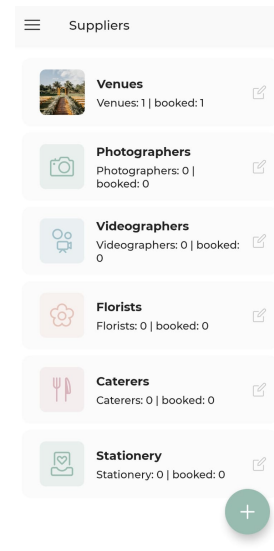 Suppliers
Venues
Venues: 1 | booked: 1
Photographers
Photographers: 0 |
booked: 0
Videographers
Videographers: 0 | booked:
0
Florists
Florists: 0 | booked: 0
Caterers
Caterers: 0 | booked: 0
Stationery
Stationery: 0 | booked: 0